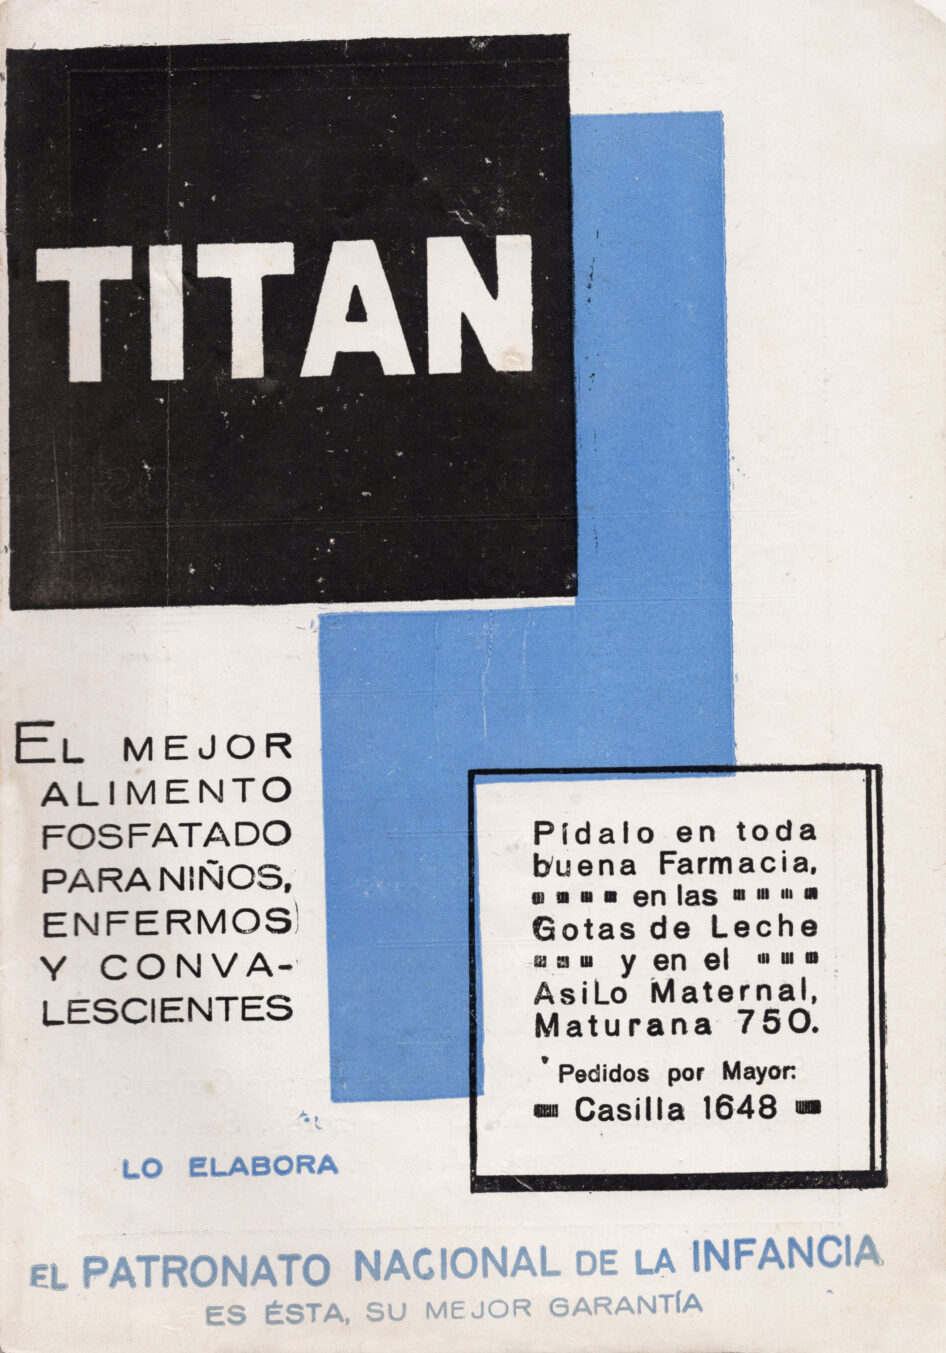 TITAN
EL MEJOR
ALIMENTO
FOSFATADO
PARA NIÑOS,
ENFERMOS
Y CONVA-
LESCIENTES
Pídalo en toda
buena Farmacia,
en las
Gotas de Leche
y en el
AsiLo Maternal,
Maturana 750.
Pedidos por Mayor:
Casilla 1648
LO ELABORA
EL PATRONATO NACIONAL DE LA INFANCIA
ES ÉSTA, SU MEJOR GARANTÍA